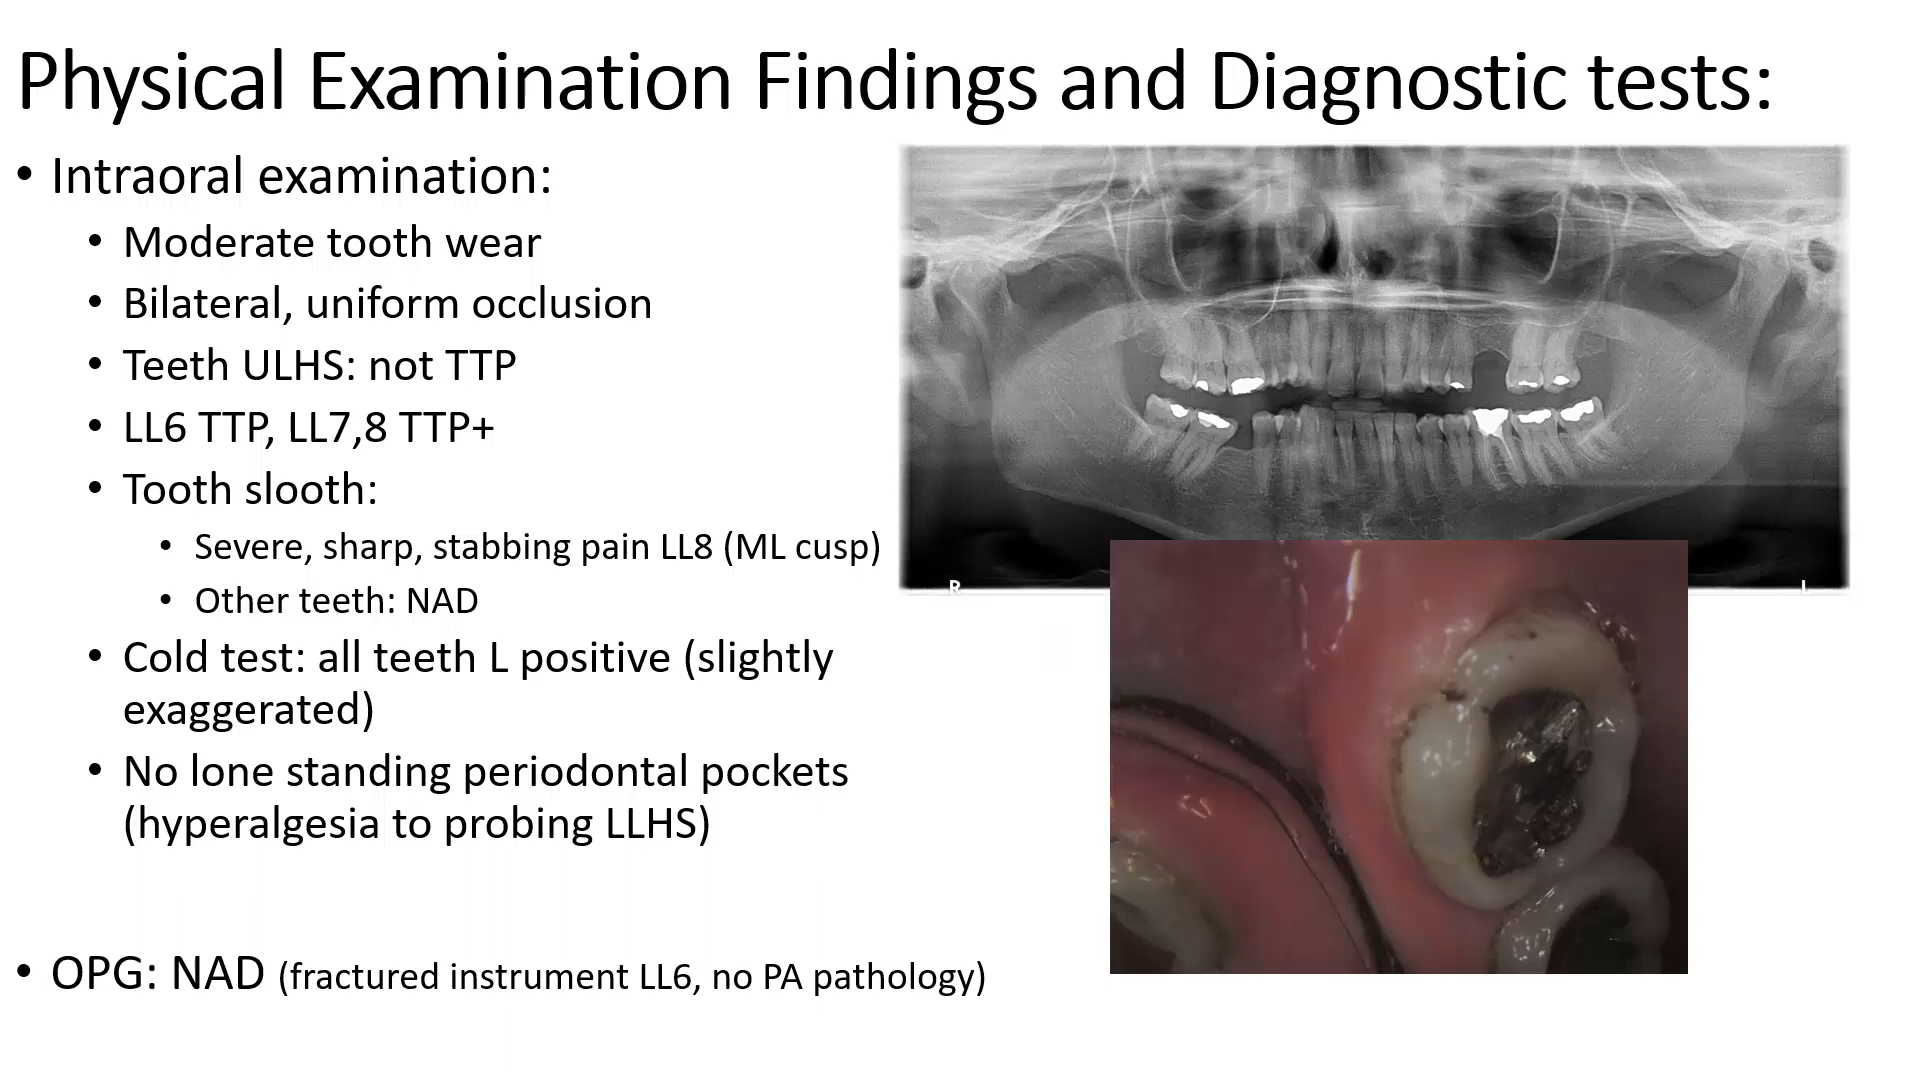 Physical Examination Findings and Diagnostic tests:
• Intraoral examination:
• Moderate tooth wear
• Bilateral, uniform occlusion
• Teeth ULHS: not TTP
• LL6 TTP, LL7,8 TTP+
• Tooth slooth:
• Severe, sharp, stabbing pain LL8 (ML cusp)
• Other teeth: NAD
• Cold test: all teeth L positive (slightly
exaggerated)
• No lone standing periodontal pockets
(hyperalgesia to probing LLHS)
• OPG: NAD (fractured instrument LL6, no PA pathology)
R
L